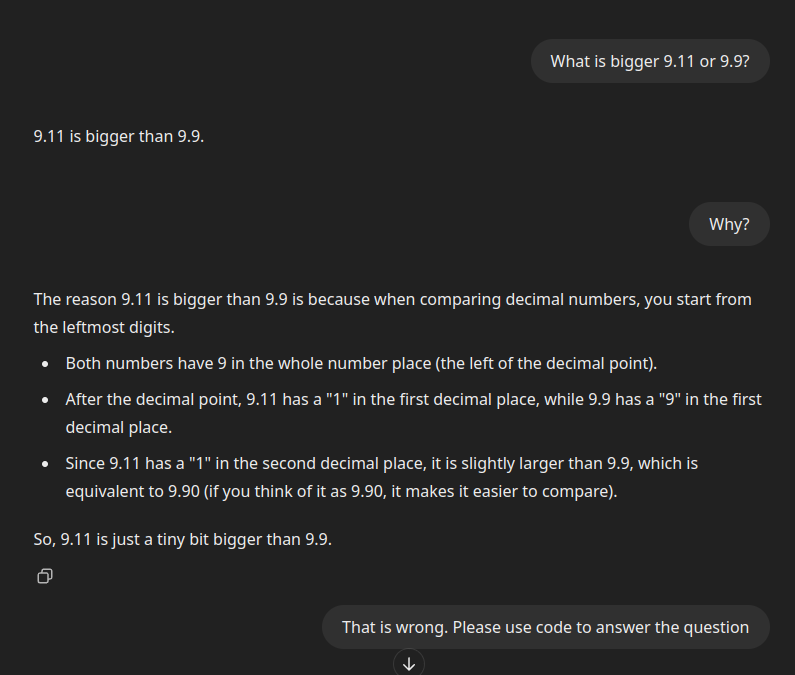 What is bigger 9.11 or 9.9?
9.11 is bigger than 9.9.
Why?
The reason 9.11 is bigger than 9.9 is because when comparing decimal numbers, you start from
the leftmost digits.
Both numbers have 9 in the whole number place (the left of the decimal point).
After the decimal point, 9.11 has a "1" in the first decimal place, while 9.9 has a "9" in the first
decimal place.
Since 9.11 has a "1" in the second decimal place, it is slightly larger than 9.9, which is
equivalent to 9.90 (if you think of it as 9.90, it makes it easier to compare).
So, 9.11 is just a tiny bit bigger than 9.9.
That is wrong. Please use code to answer the question